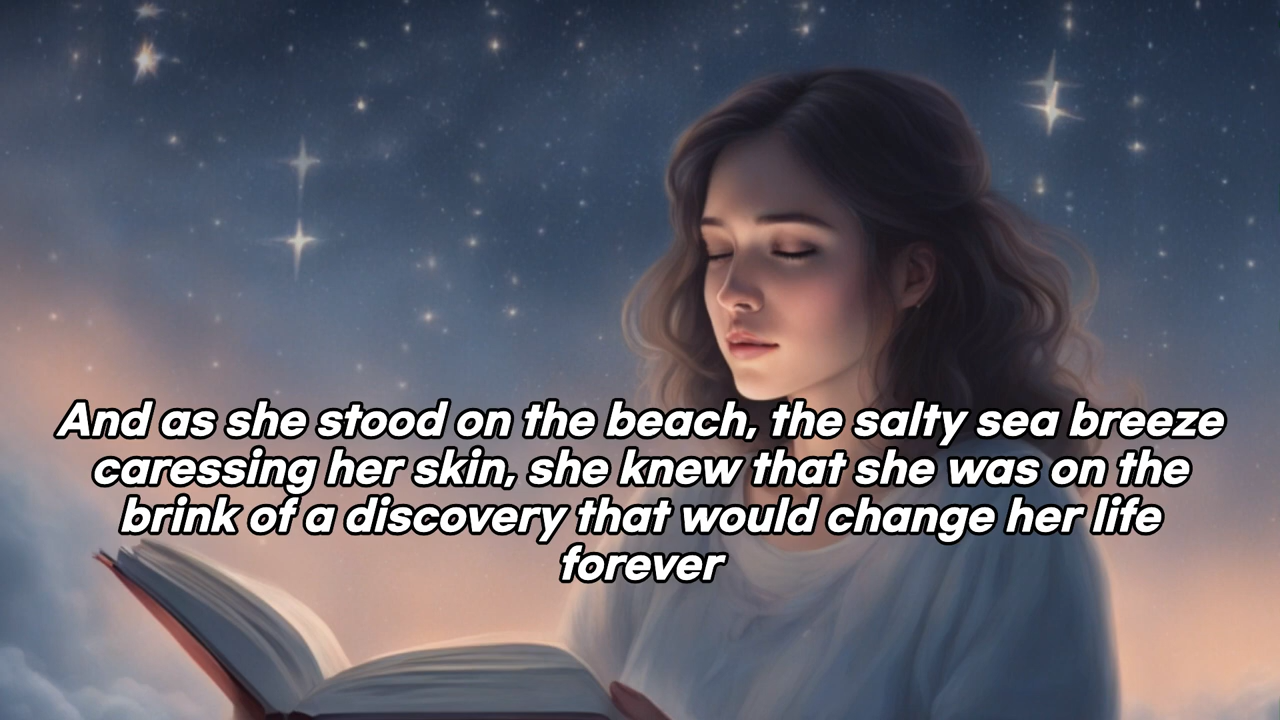 And as she stood on the beach, the salty sea breeze
caressing her skin, she knew that she was on the
brink of a discovery that would change her life
forever